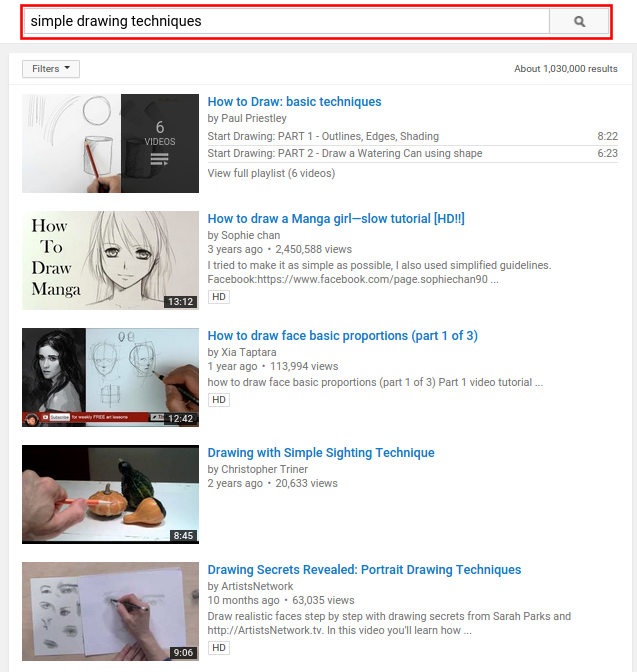 simple drawing techniques
Filters
About 1,030,000 results
6
VIDEOS
How to Draw: basic techniques
by Paul Priestley
Start Drawing: PART 1 - Outlines, Edges, Shading 8:22
Start Drawing: PART 2 - Draw a Watering Can using shape 6:23
View full playlist (6 videos)
How
To
Draw
Manga
13:12
How to draw a Manga girl—slow tutorial [HD!!]
by Sophie chan
3 years ago • 2,450,588 views
I tried to make it as simple as possible, I also used simplified guidelines.
Facebook:https://www.facebook.com/page.sophiechan90 ...
HD
Subscribe for weekly FREE art lessons
12:42
How to draw face basic proportions (part 1 of 3)
by Xia Taptara
1 year ago • 113,994 views
how to draw face basic proportions (part 1 of 3) Part 1 video tutorial ...
HD
8:45
Drawing with Simple Sighting Technique
by Christopher Triner
2 years ago • 20,633 views
9:06
Drawing Secrets Revealed: Portrait Drawing Techniques
by ArtistsNetwork
10 months ago • 63,035 views
Draw realistic faces step by step with drawing secrets from Sarah Parks and
http://ArtistsNetwork.tv. In this video you'll learn how ...
HD